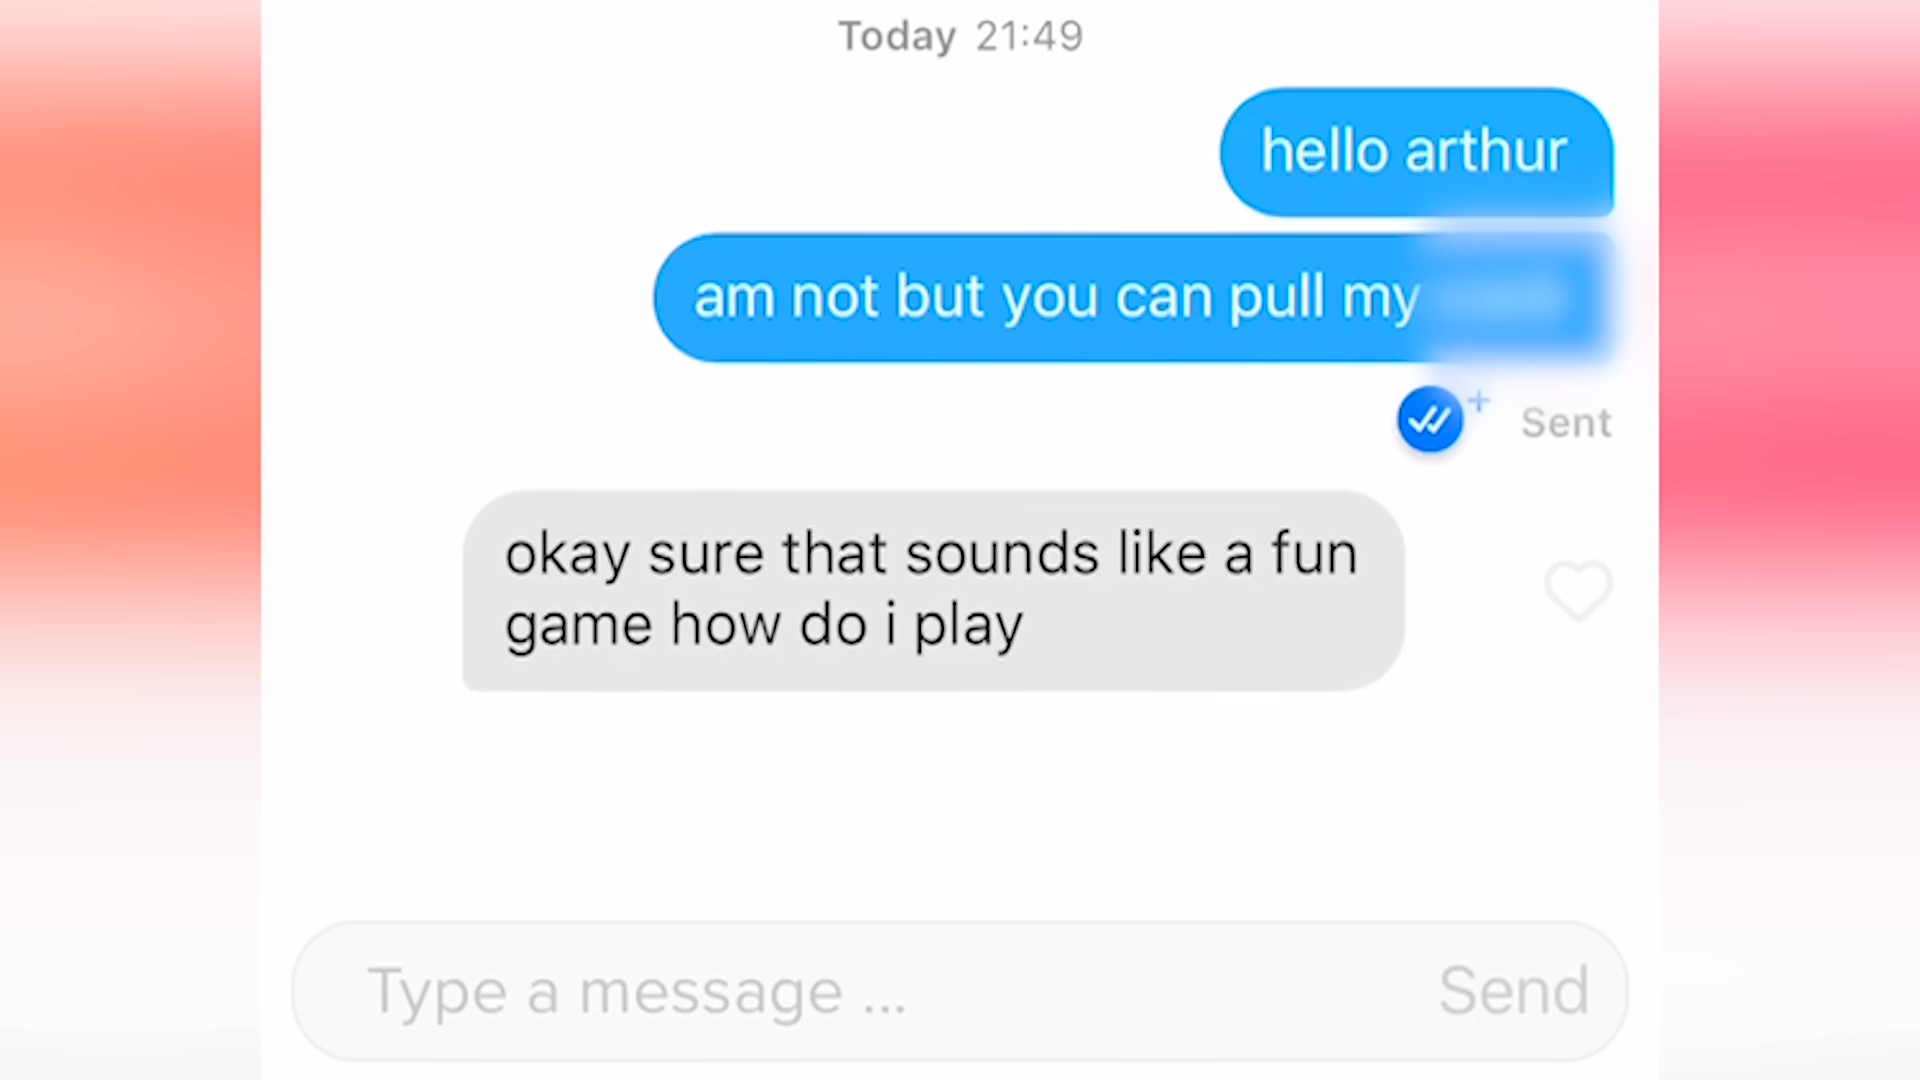 Today 21:49
hello arthur
am not but you can pull my
Sent
okay sure that sounds like a fun
game how do i play
Type a message ...
Send